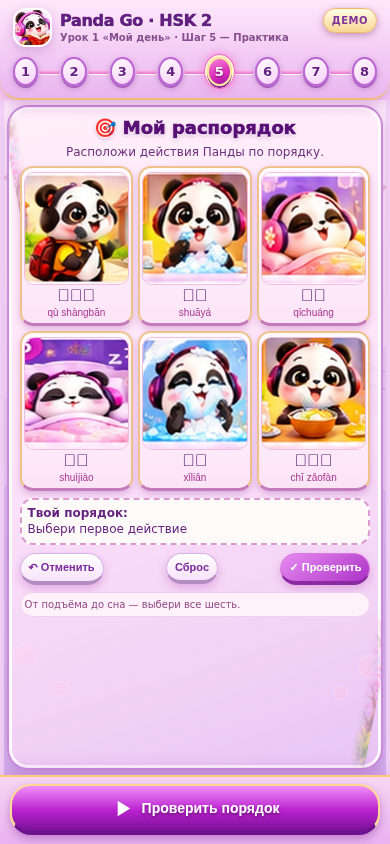 Panda Go · HSK 2
Урок 1 «Мой день» · Шаг 5 — Практика
ДЕМО
1 2 3 4 5 6 7 8
🎯 Мой распорядок
Расположи действия Панды по порядку.
qù shàngbān
shuāyá
qǐchuáng
shuìjiào
xǐliǎn
chī zǎofàn
Твой порядок:
Выбери первое действие
↶ Отменить
Сброс
✓ Проверить
От подъёма до сна — выбери все шесть.
▶ Проверить порядок